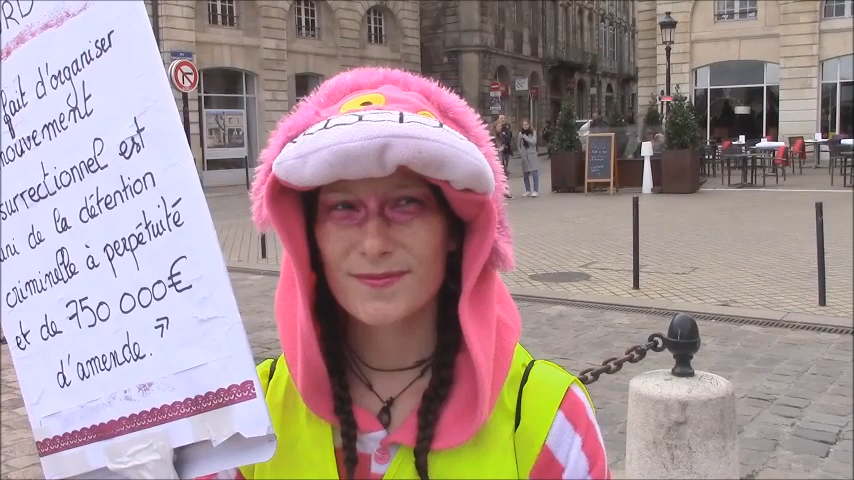 fait d'organiser
mouvement
surrectionnel est
uni de la détention
criminelle à perpétuité
et de 750 000€
d'amende. »